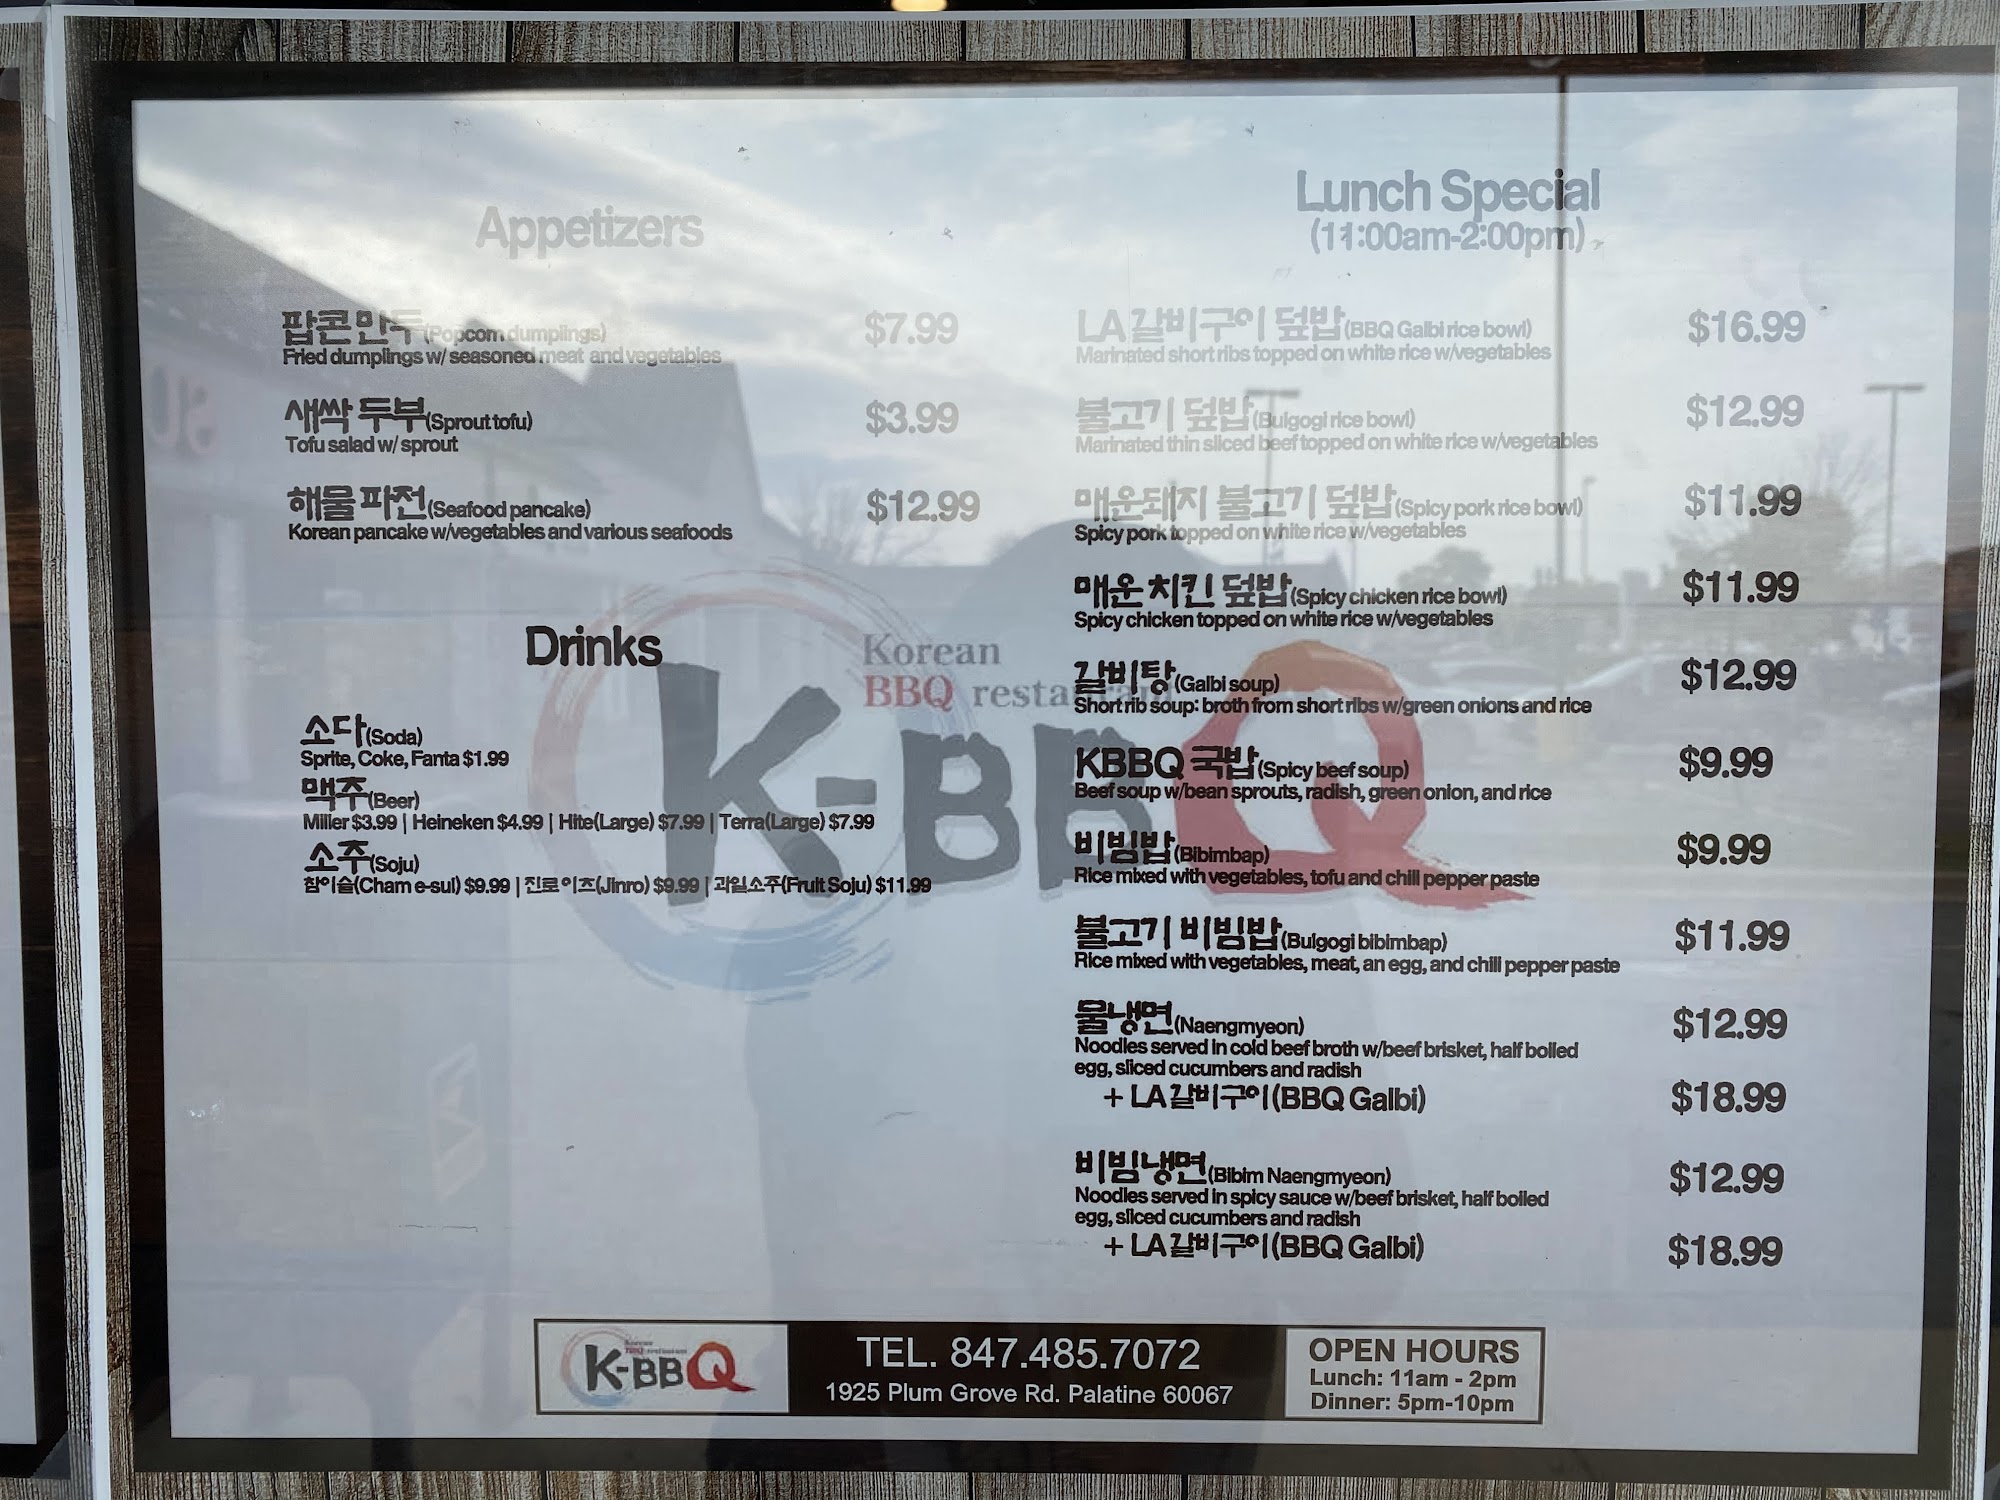 Appetizers
팝콘만두(Popcorn dumplings) $7.99
Fried dumplings w/ seasoned meat and vegetables
새싹 두부(Sprout tofu) $3.99
Tofu salad w/ sprout
해물 파전(Seafood pancake) $12.99
Korean pancake w/vegetables and various seafoods
Drinks
소다(Soda)
Sprite, Coke, Fanta $1.99
맥주(Beer)
Miller $3.99 | Heineken $4.99 | Hite(Large) $7.99 | Terra(Large) $7.99
소주(Soju)
참이슬(Cham e-sul) $9.99 | 진로이즈(Jinro) $9.99 | 과일소주(Fruit Soju) $11.99
Korean
BBQ restaurant
K-BBQ
Lunch Special
(11:00am-2:00pm)
LA갈비구이 덮밥(BBQ Galbi rice bowl) $16.99
Marinated short ribs topped on white rice w/vegetables
불고기 덮밥(Bulgogi rice bowl) $12.99
Marinated thin sliced beef topped on white rice w/vegetables
매운돼지 불고기 덮밥(Spicy pork rice bowl) $11.99
Spicy pork topped on white rice w/vegetables
매운 치킨 덮밥(Spicy chicken rice bowl) $11.99
Spicy chicken topped on white rice w/vegetables
갈비탕(Galbi soup) $12.99
Short rib soup: broth from short ribs w/green onions and rice
KBBQ 국밥(Spicy beef soup) $9.99
Beef soup w/bean sprouts, radish, green onion, and rice
비빔밥(Bibimbap) $9.99
Rice mixed with vegetables, tofu and chili pepper paste
불고기 비빔밥(Bulgogi bibimbap) $11.99
Rice mixed with vegetables, meat, an egg, and chili pepper paste
물냉면(Naengmyeon) $12.99
Noodles served in cold beef broth w/beef brisket, half boiled
egg, sliced cucumbers and radish
+ LA갈비구이(BBQ Galbi) $18.99
비빔냉면(Bibim Naengmyeon) $12.99
Noodles served in spicy sauce w/beef brisket, half boiled
egg, sliced cucumbers and radish
+ LA갈비구이(BBQ Galbi) $18.99
Korean
BBQ restaurant
K-BBQ
TEL. 847.485.7072
1925 Plum Grove Rd. Palatine 60067
OPEN HOURS
Lunch: 11am - 2pm
Dinner: 5pm-10pm